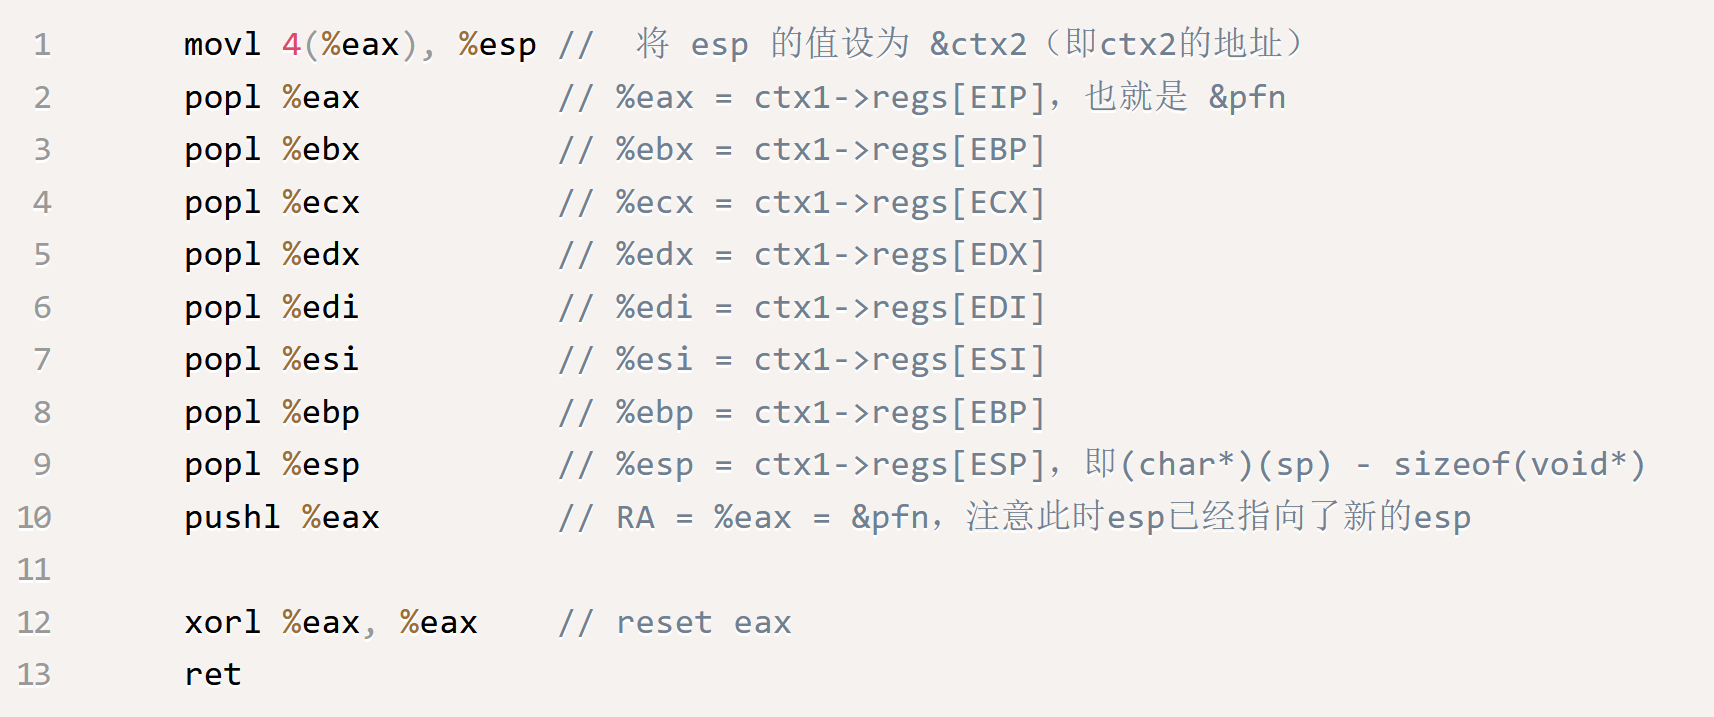 1 movl 4(%eax), %esp //  将 esp 的值设为 &ctx2（即ctx2的地址）
2 popl %eax // %eax = ctx1->regs[EIP]，也就是 &pfn
3 popl %ebx // %ebx = ctx1->regs[EBP]
4 popl %ecx // %ecx = ctx1->regs[ECX]
5 popl %edx // %edx = ctx1->regs[EDX]
6 popl %edi // %edi = ctx1->regs[EDI]
7 popl %esi // %esi = ctx1->regs[ESI]
8 popl %ebp // %ebp = ctx1->regs[EBP]
9 popl %esp // %esp = ctx1->regs[ESP]，即(char*)(sp) - sizeof(void*)
10 pushl %eax // RA = %eax = &pfn，注意此时esp已经指向了新的esp
11
12 xorl %eax, %eax // reset eax
13 ret